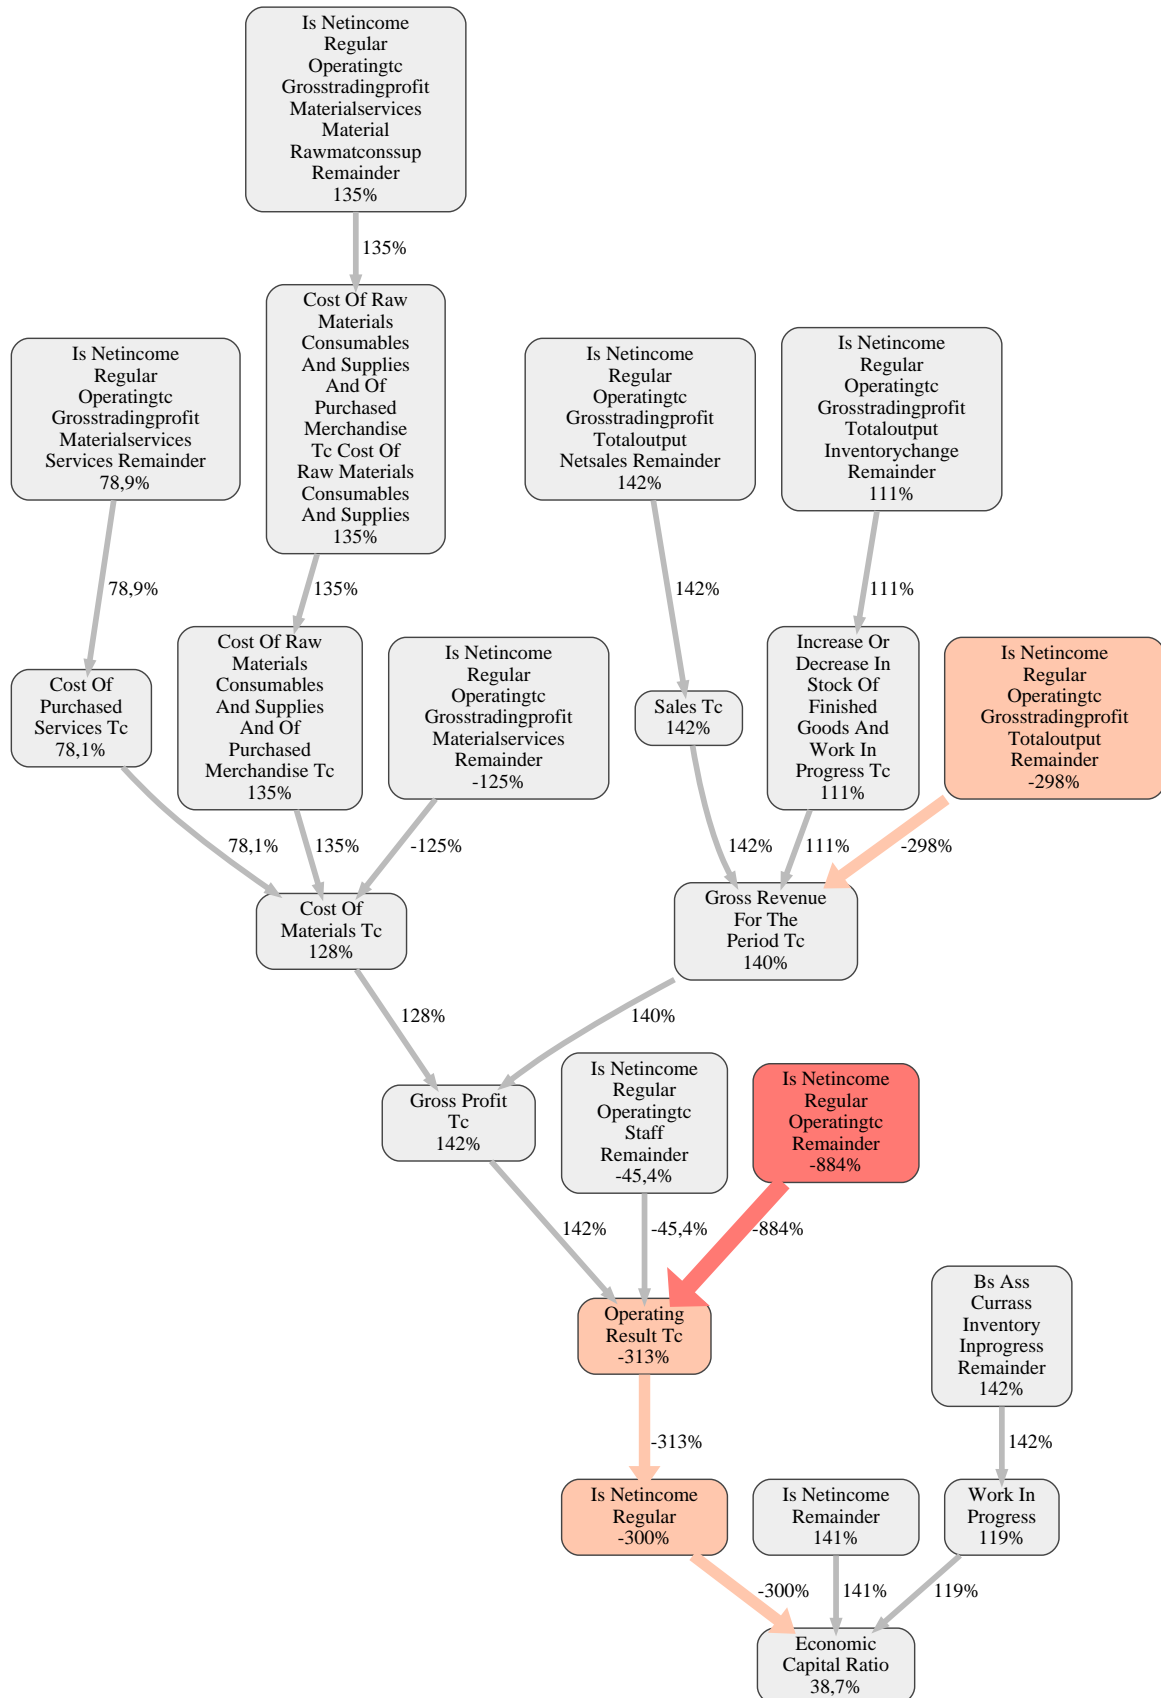 Is Netincome
Regular
Operatingtc
Grosstradingprofit
Materialservices
Material
Rawmatconssup
Remainder
135%
135%
Cost Of Raw
Materials
Consumables
And Supplies
And Of
Purchased
Merchandise
Tc Cost Of
Raw Materials
Consumables
And Supplies
135%
Is Netincome
Regular
Operatingtc
Grosstradingprofit
Materialservices
Services Remainder
78,9%
Is Netincome
Regular
Operatingtc
Grosstradingprofit
Totaloutput
Netsales Remainder
142%
Is Netincome
Regular
Operatingtc
Grosstradingprofit
Totaloutput
Inventorychange
Remainder
111%
78,9%
135%
142%
111%
Cost Of
Purchased
Services Tc
78,1%
Cost Of Raw
Materials
Consumables
And Supplies
And Of
Purchased
Merchandise Tc
135%
Is Netincome
Regular
Operatingtc
Grosstradingprofit
Materialservices
Remainder
-125%
Sales Tc
142%
Increase Or
Decrease In
Stock Of
Finished
Goods And
Work In
Progress Tc
111%
Is Netincome
Regular
Operatingtc
Grosstradingprofit
Totaloutput
Remainder
-298%
78,1%
135%
-125%
142%
111%
-298%
Cost Of
Materials Tc
128%
Gross Revenue
For The
Period Tc
140%
128%
140%
Gross Profit
Tc
142%
Is Netincome
Regular
Operatingtc
Staff
Remainder
-45,4%
Is Netincome
Regular
Operatingtc
Remainder
-884%
142%
-45,4%
-884%
Operating
Result Tc
-313%
Bs Ass
Currass
Inventory
Inprogress
Remainder
142%
-313%
142%
Is Netincome
Regular
-300%
Is Netincome
Remainder
141%
Work In
Progress
119%
-300%
141%
119%
Economic
Capital Ratio
38,7%